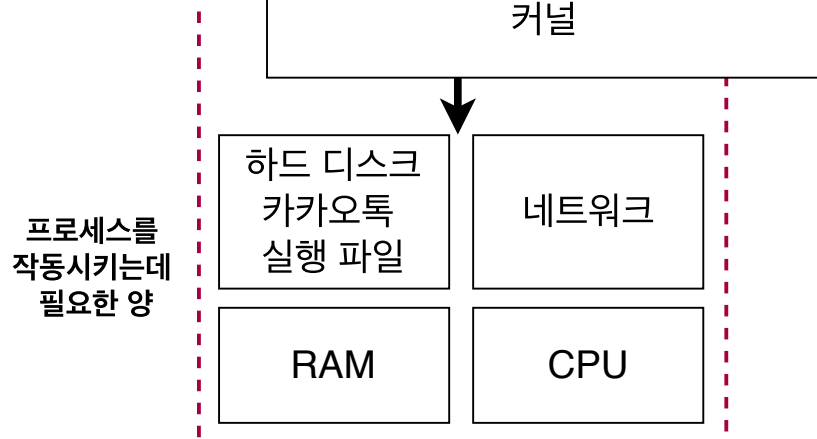 커널
하드 디스크
카카오톡
실행 파일
네트워크
프로세스를
작동시키는데
필요한 양
RAM
CPU